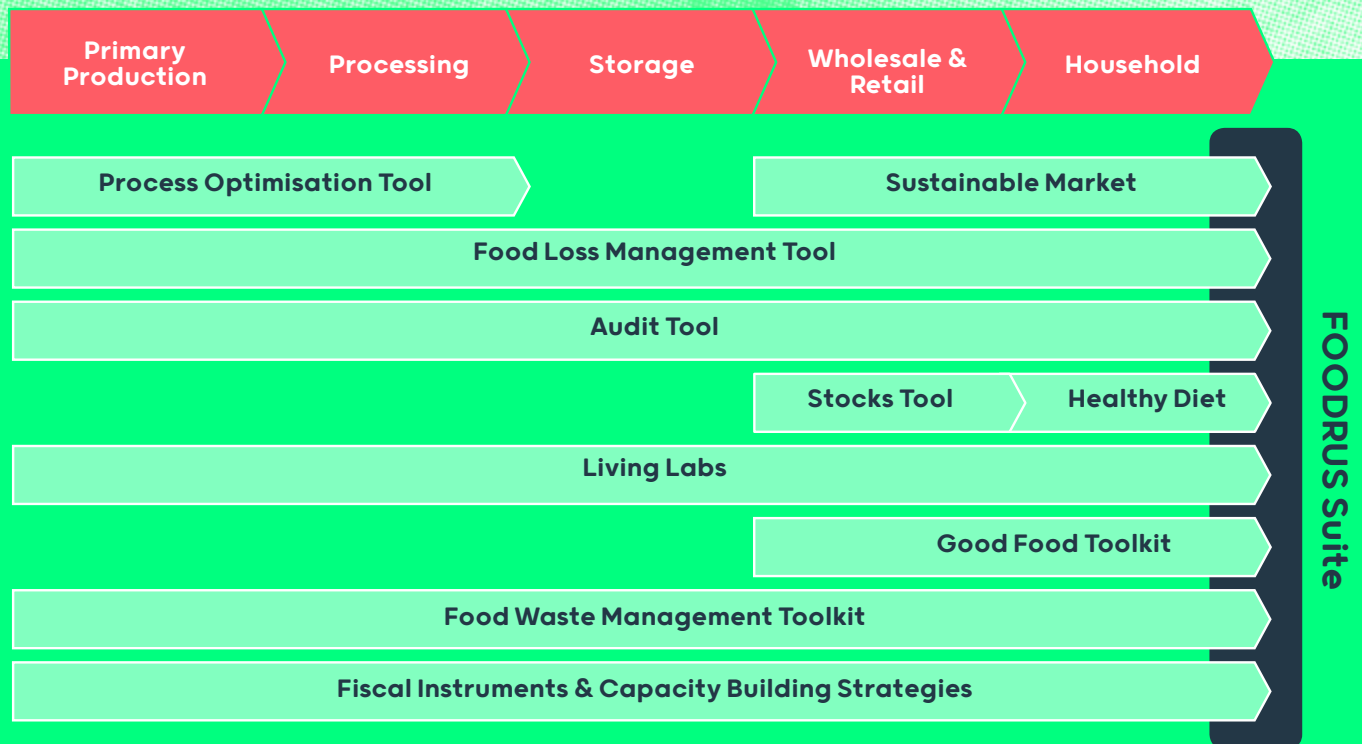 Primary
Production
Processing
Storage
Wholesale &
Retail
Household
Process Optimisation Tool
Sustainable Market
Food Loss Management Tool
Audit Tool
Stocks Tool
Healthy Diet
Living Labs
Good Food Toolkit
Food Waste Management Toolkit
Fiscal Instruments & Capacity Building Strategies
FOODRUS Suite